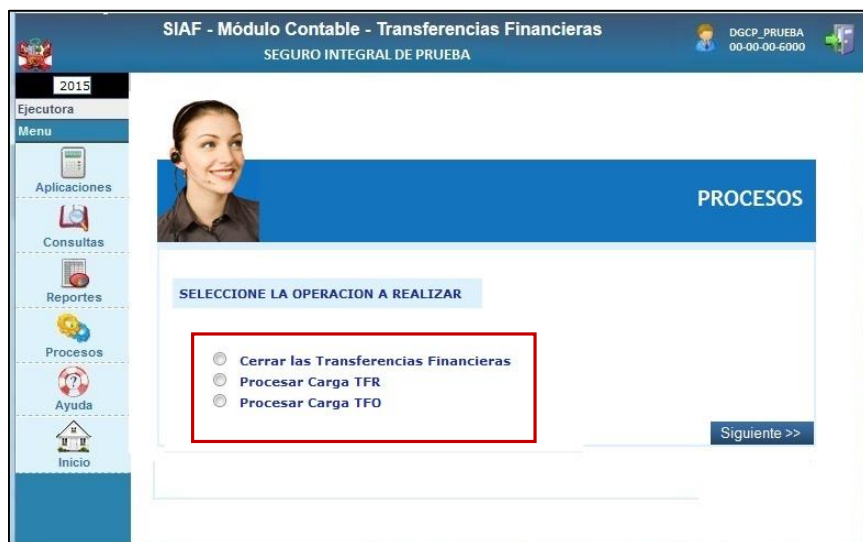 SIAF - Módulo Contable - Transferencias Financieras
SEGURO INTEGRAL DE PRUEBA
DGCP_PRUEBA
00-00-00-6000
2015
Ejecutora
Menu
Aplicaciones
Consultas
Reportes
Procesos
Ayuda
Inicio
PROCESOS
SELECCIONE LA OPERACION A REALIZAR
Cerrar las Transferencias Financieras
Procesar Carga TFR
Procesar Carga TFO
Siguiente >>